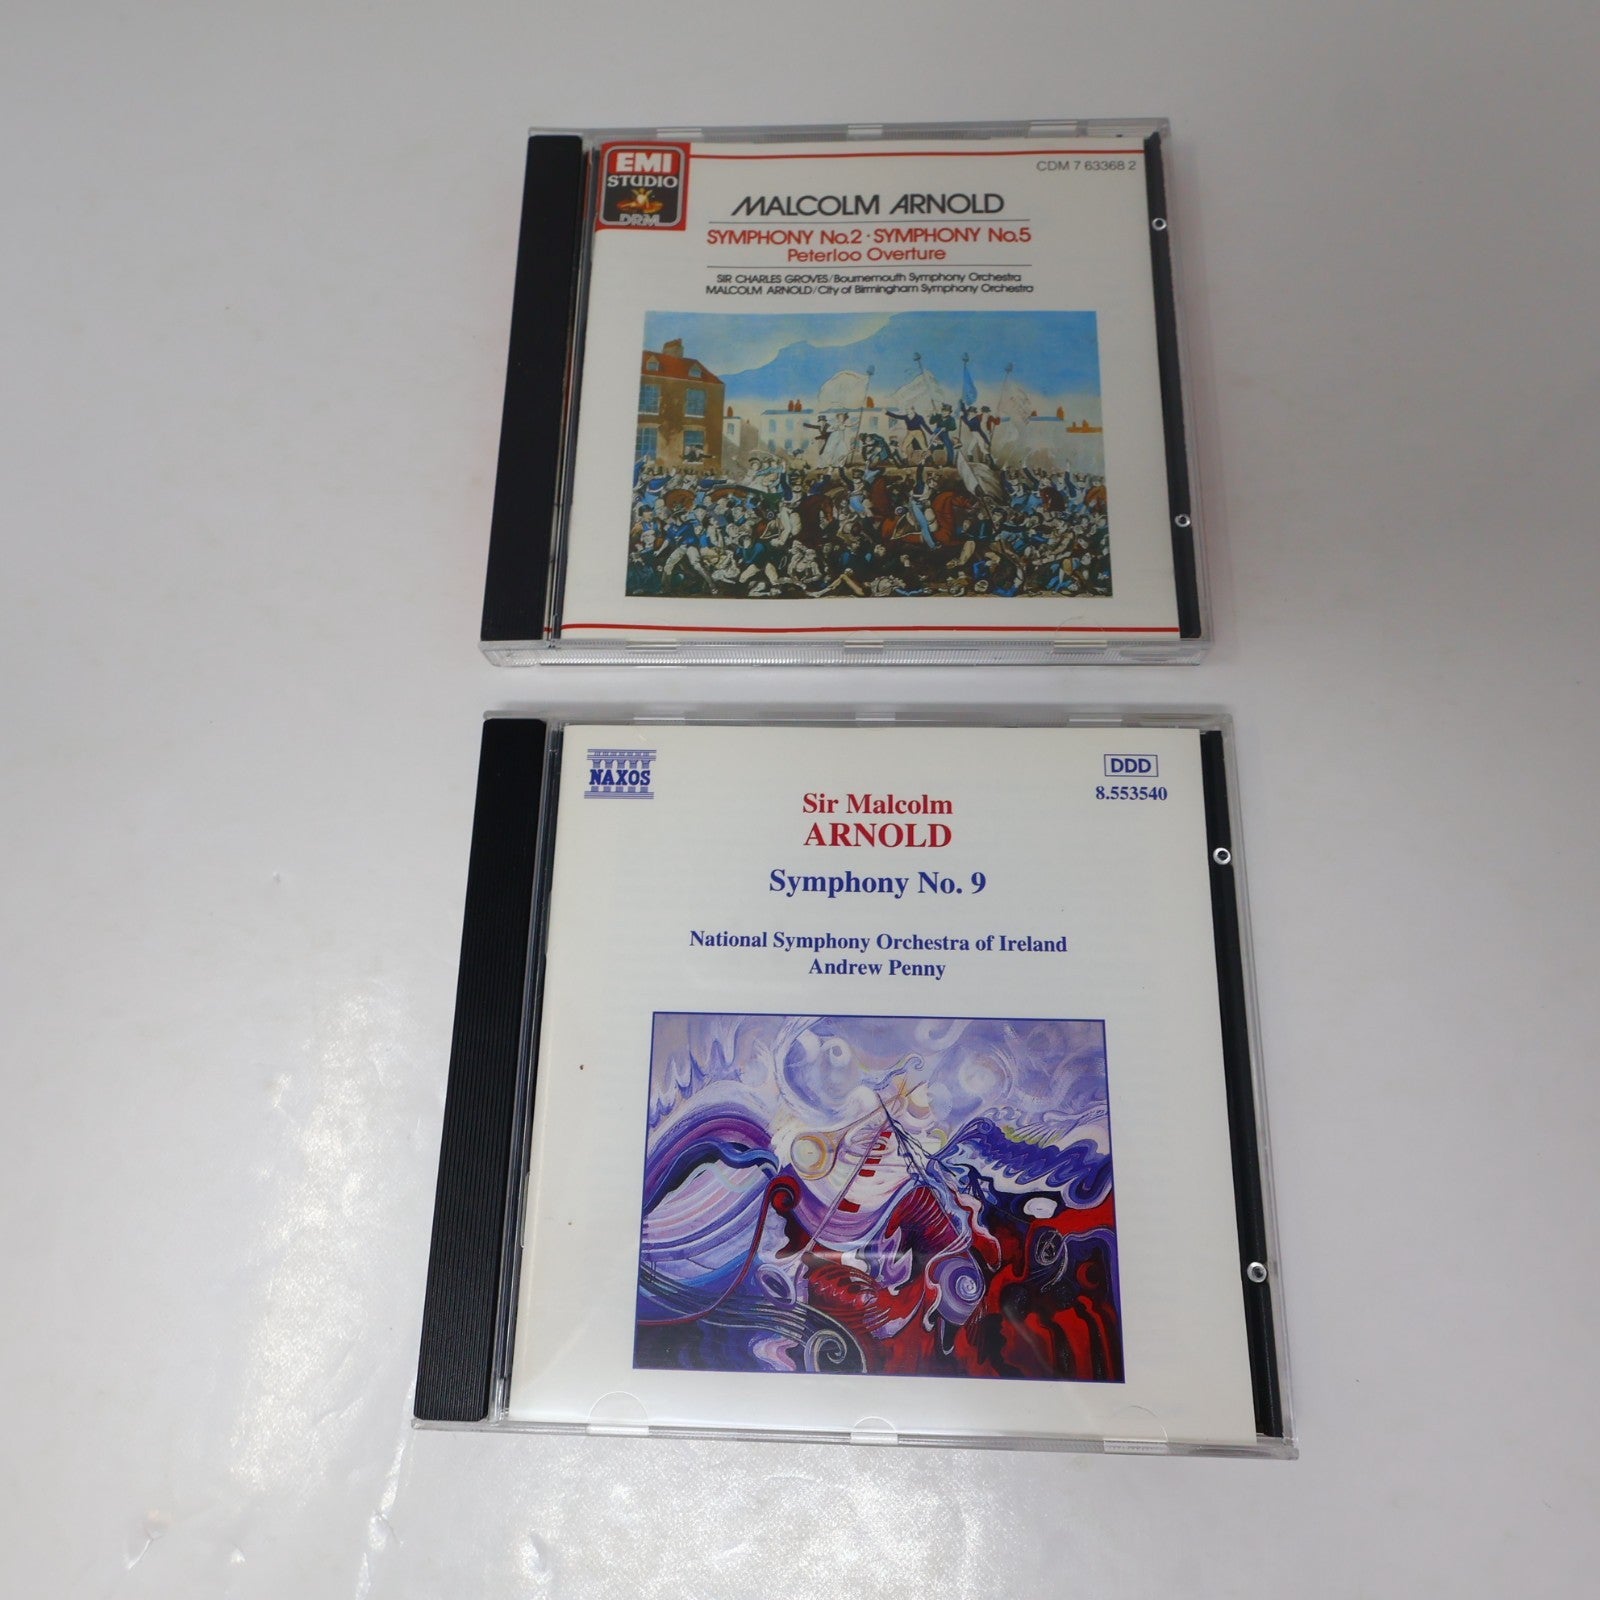 EMI
STUDIO
DRM
CDM 7 63368 2
MALCOLM ARNOLD
SYMPHONY No.2 · SYMPHONY No.5
Peterloo Overture
SIR CHARLES GROVES/Bournemouth Symphony Orchestra
MALCOLM ARNOLD/City of Birmingham Symphony Orchestra
NAXOS
DDD
8.553540
Sir Malcolm
ARNOLD
Symphony No. 9
National Symphony Orchestra of Ireland
Andrew Penny